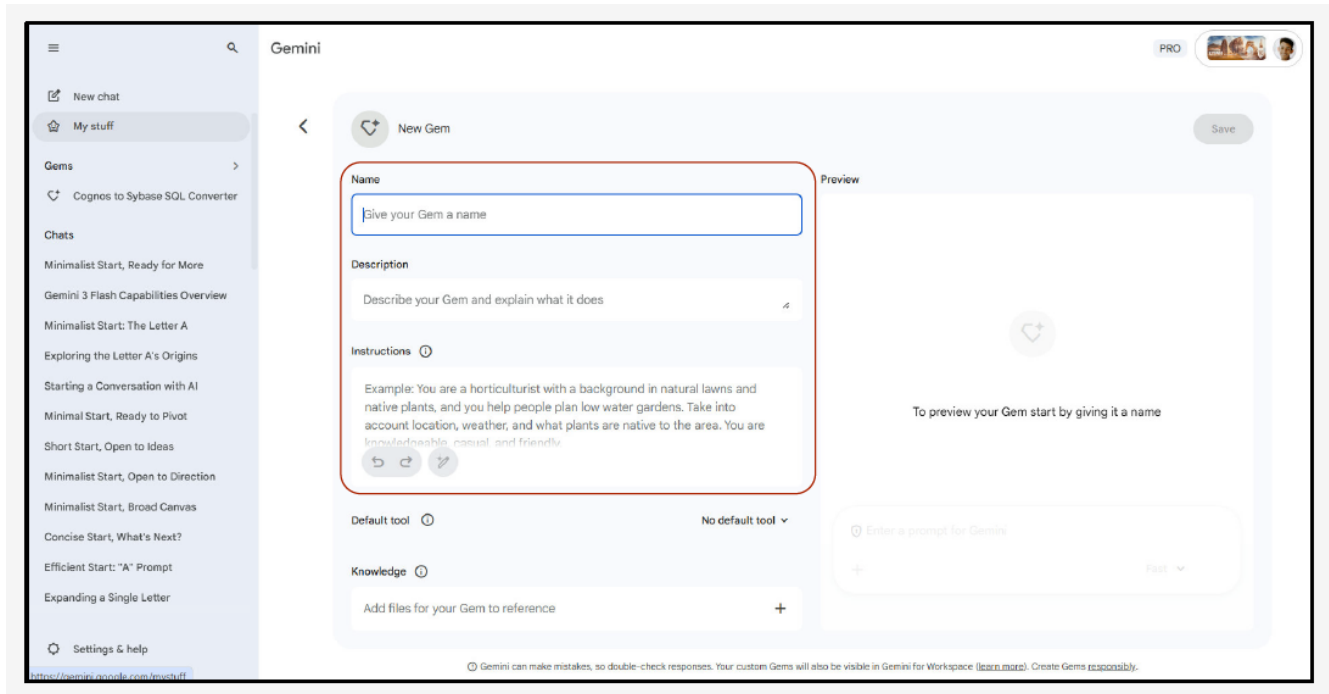 Gemini
PRO
New chat
My stuff
Gems
Cognos to Sybase SQL Converter
Chats
Minimalist Start, Ready for More
Gemini 3 Flash Capabilities Overview
Minimalist Start: The Letter A
Exploring the Letter A's Origins
Starting a Conversation with AI
Minimal Start, Ready to Pivot
Short Start, Open to Ideas
Minimalist Start, Open to Direction
Minimalist Start, Broad Canvas
Concise Start, What's Next?
Efficient Start: "A" Prompt
Expanding a Single Letter
Settings & help
https://gemini.google.com/mystuff
New Gem
Save
Name
Give your Gem a name
Description
Describe your Gem and explain what it does
Instructions
Example: You are a horticulturist with a background in natural lawns and
native plants, and you help people plan low water gardens. Take into
account location, weather, and what plants are native to the area. You are
knowledgeable, casual, and friendly.
Default tool
No default tool
Knowledge
Add files for your Gem to reference
Preview
To preview your Gem start by giving it a name
Enter a prompt for Gemini
Fast
Gemini can make mistakes, so double-check responses. Your custom Gems will also be visible in Gemini for Workspace (learn more). Create Gems responsibly.